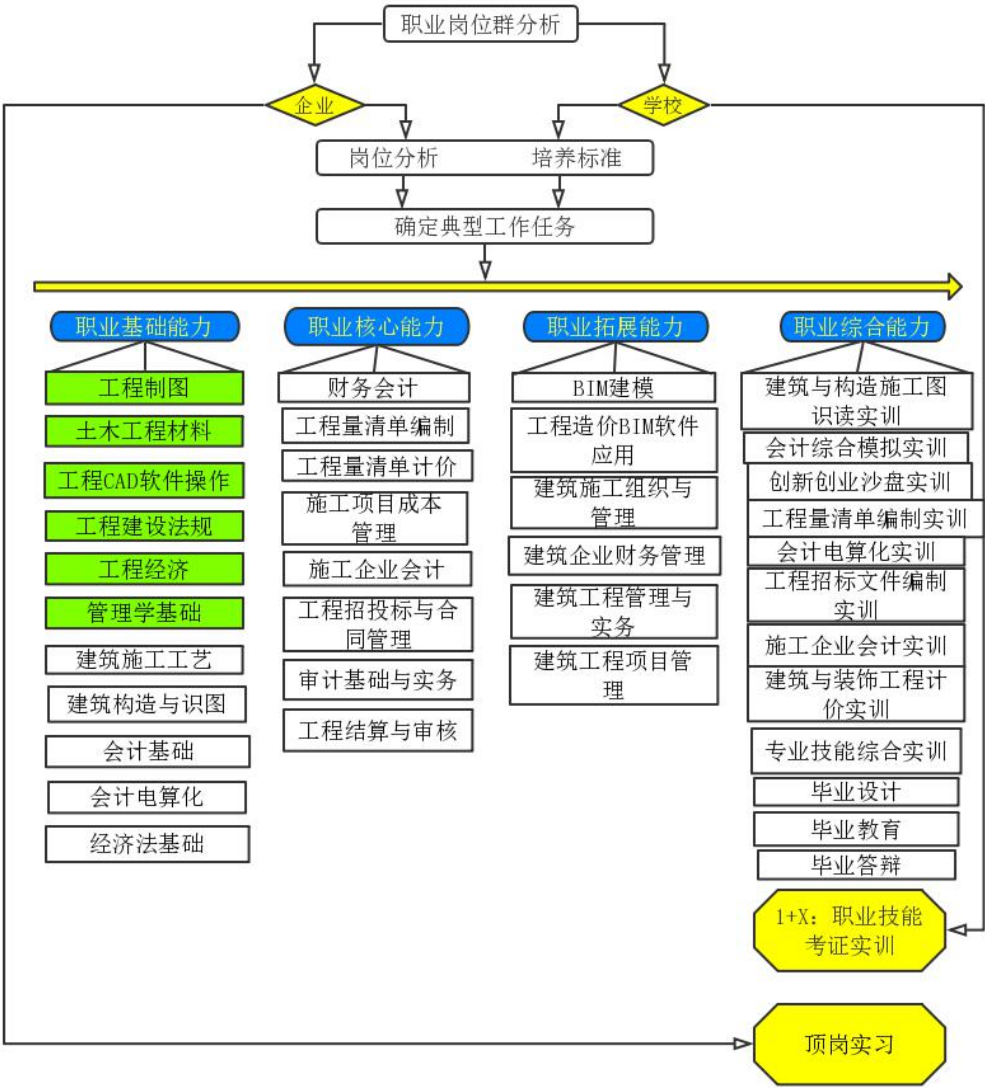 职业岗位群分析
企业
学校
岗位分析
培养标准
确定典型工作任务
职业基础能力
工程制图
土木工程材料
工程CAD软件操作
工程建设法规
工程经济
管理学基础
建筑施工工艺
建筑构造与识图
会计基础
会计电算化
经济法基础
职业核心能力
财务会计
工程量清单编制
工程量清单计价
施工项目成本
管理
施工企业会计
工程招投标与合
同管理
审计基础与实务
工程结算与审核
职业拓展能力
BIM建模
工程造价BIM软件
应用
建筑施工组织与
管理
建筑企业财务管理
建筑工程管理与
实务
建筑工程项目管
理
职业综合能力
建筑与构造施工图
识读实训
会计综合模拟实训
创新创业沙盘实训
工程量清单编制实训
会计电算化实训
工程招标文件编制
实训
施工企业会计实训
建筑与装饰工程计
价实训
专业技能综合实训
毕业设计
毕业教育
毕业答辩
1+X: 职业技能
考证实训
顶岗实习